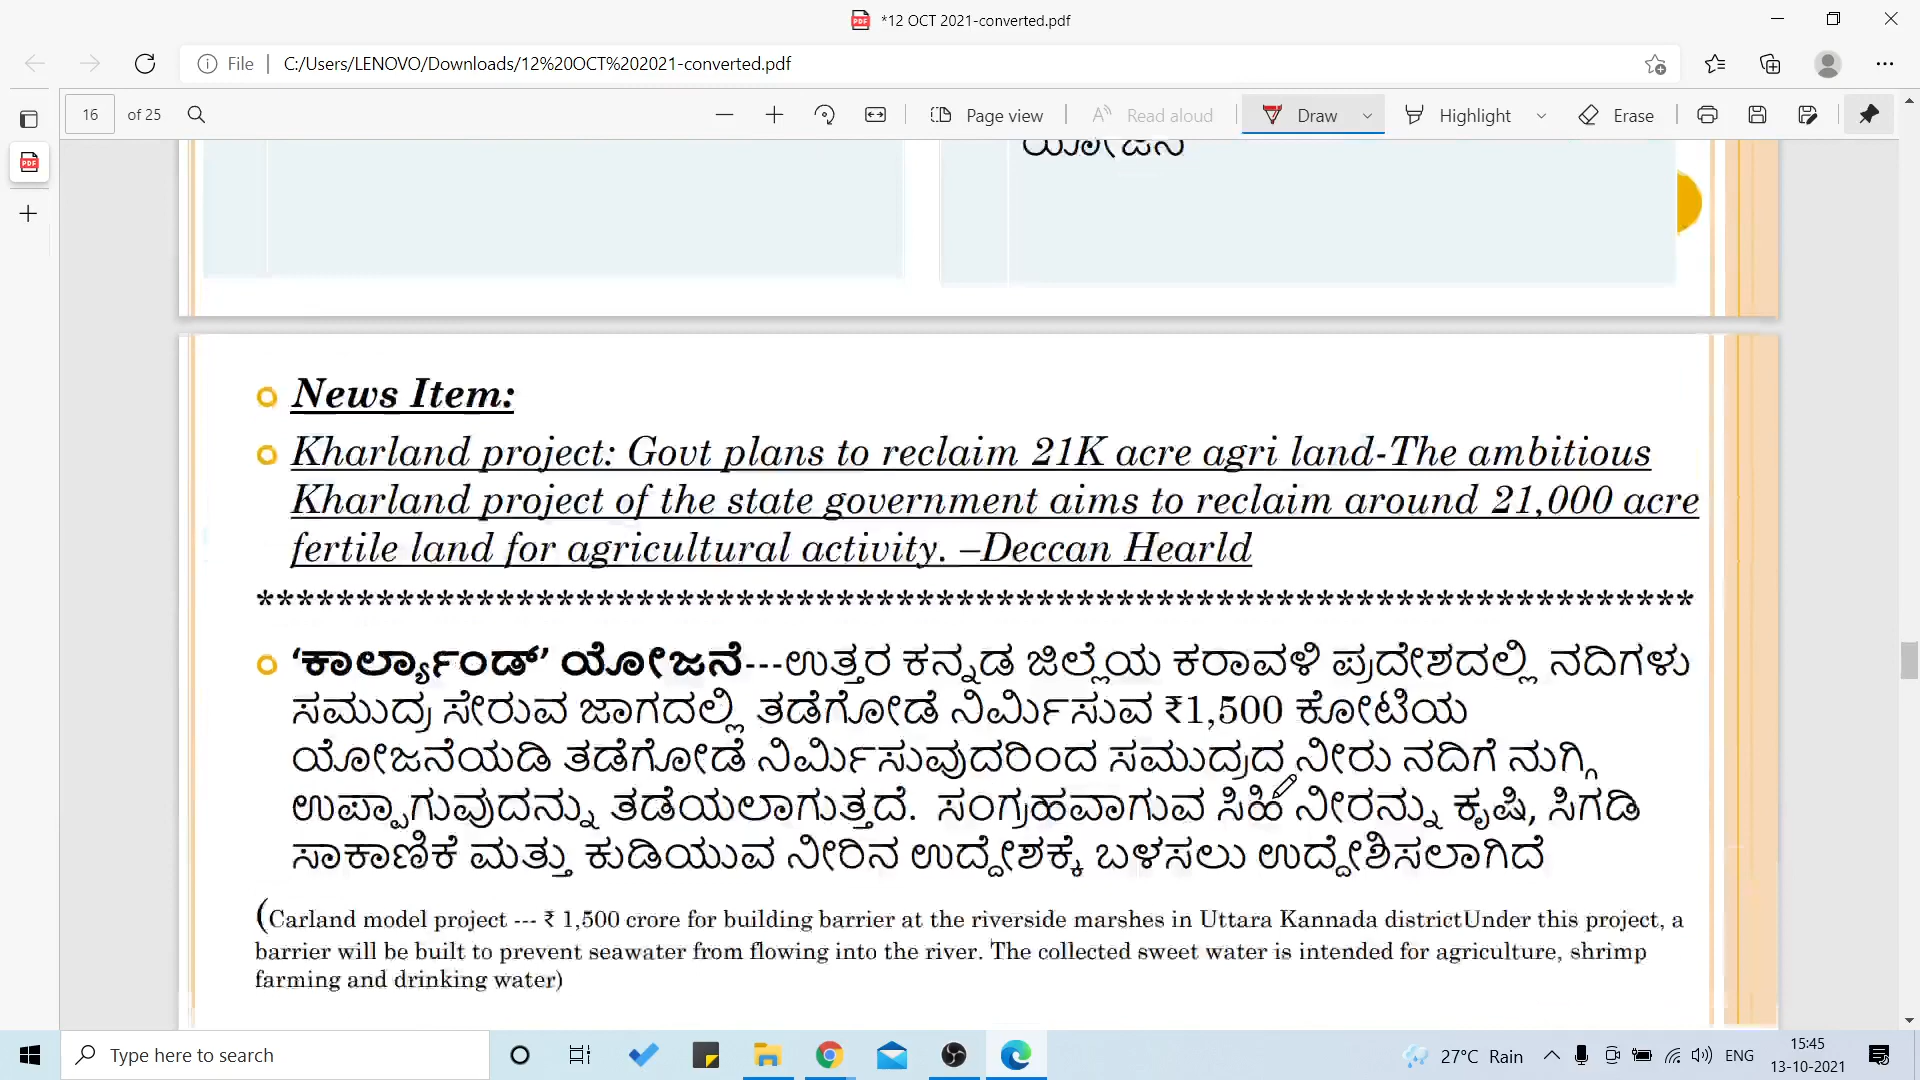 *12 OCT 2021-converted.pdf
File
C:/Users/LENOVO/Downloads/12%20OCT%202021-converted.pdf
16 of 25
Page view
Read aloud
Draw
Highlight
Erase
ಯೋಜನೆ
News Item:
Kharland project: Govt plans to reclaim 21K acre agri land-The ambitious
Kharland project of the state government aims to reclaim around 21,000 acre
fertile land for agricultural activity. –Deccan Hearld
************************************************************************
‘ಕಾರ್ಲ್ಯಾಂಡ್’ ಯೋಜನೆ---ಉತ್ತರ ಕನ್ನಡ ಜಿಲ್ಲೆಯ ಕರಾವಳಿ ಪ್ರದೇಶದಲ್ಲಿ ನದಿಗಳು
ಸಮುದ್ರ ಸೇರುವ ಜಾಗದಲ್ಲಿ ತಡೆಗೋಡೆ ನಿರ್ಮಿಸುವ ₹1,500 ಕೋಟಿಯ
ಯೋಜನೆಯಡಿ ತಡೆಗೋಡೆ ನಿರ್ಮಿಸುವುದರಿಂದ ಸಮುದ್ರದ ನೀರು ನದಿಗೆ ನುಗ್ಗಿ
ಉಪ್ಪಾಗುವುದನ್ನು ತಡೆಯಲಾಗುತ್ತದೆ. ಸಂಗ್ರಹವಾಗುವ ಸಿಹಿ ನೀರನ್ನು ಕೃಷಿ, ಸಿಗಡಿ
ಸಾಕಾಣಿಕೆ ಮತ್ತು ಕುಡಿಯುವ ನೀರಿನ ಉದ್ದೇಶಕ್ಕೆ ಬಳಸಲು ಉದ್ದೇಶಿಸಲಾಗಿದೆ
(Carland model project --- ₹ 1,500 crore for building barrier at the riverside marshes in Uttara Kannada districtUnder this project, a
barrier will be built to prevent seawater from flowing into the river. The collected sweet water is intended for agriculture, shrimp
farming and drinking water)
Type here to search
27°C Rain
ENG
15:45
13-10-2021